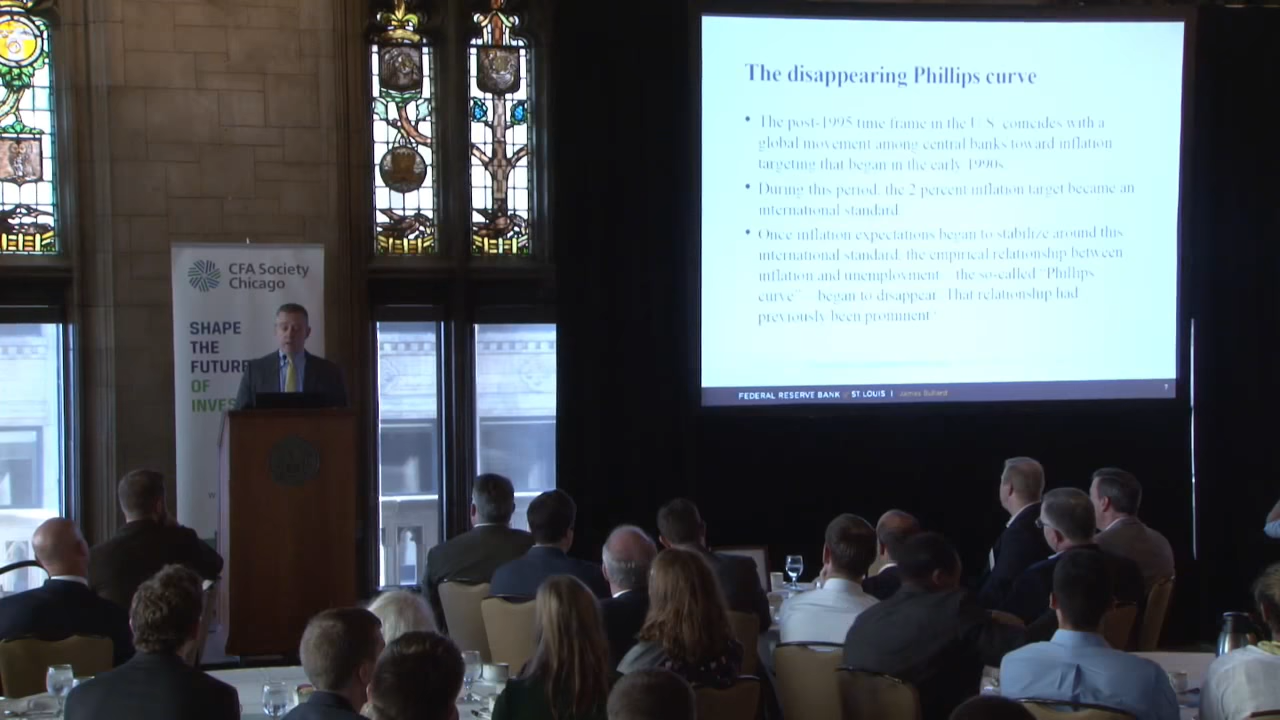 The disappearing Phillips curve
• The post-1995 time frame in the U.S. coincides with a
global movement among central banks toward inflation
targeting that began in the early 1990s.
• During this period, the 2 percent inflation target became an
international standard.
• Once inflation expectations began to stabilize around this
international standard, the empirical relationship between
inflation and unemployment—the so-called “Phillips
curve”—began to disappear. That relationship had
previously been prominent.
FEDERAL RESERVE BANK of ST. LOUIS | James Bullard
7
CFA Society
Chicago
SHAPE
THE
FUTURE
OF
INVES
W